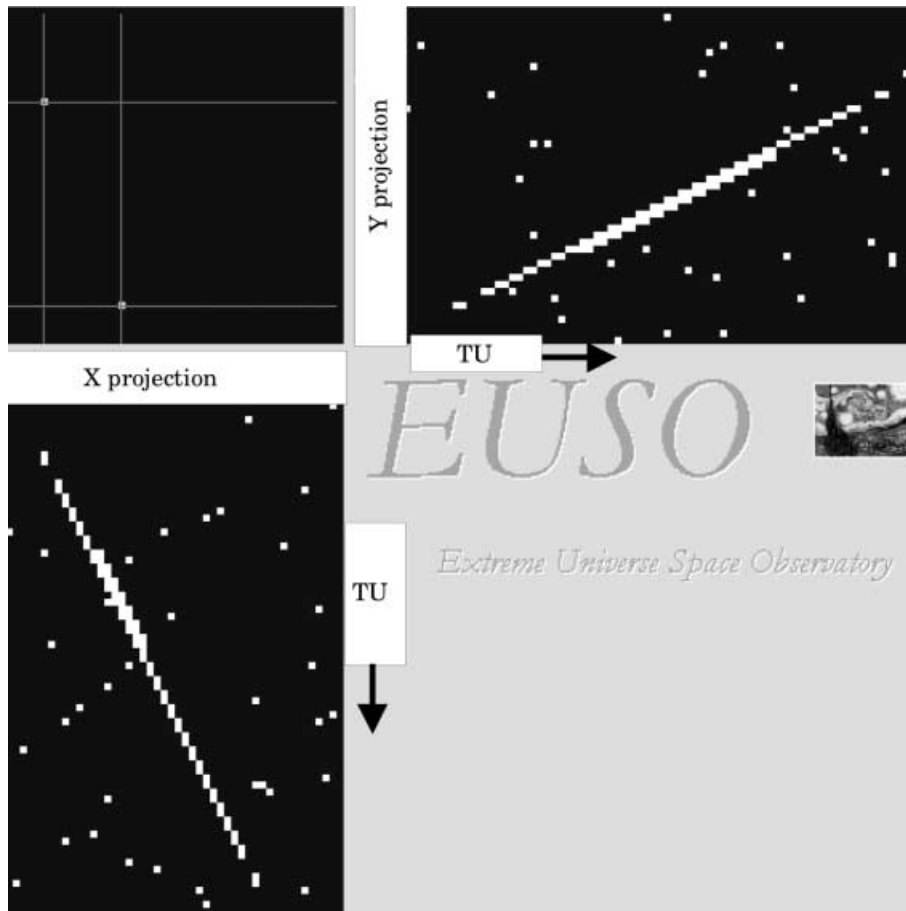 Y projection
TU
X projection
EUSO
TU
Extreme Universe Space Observatory